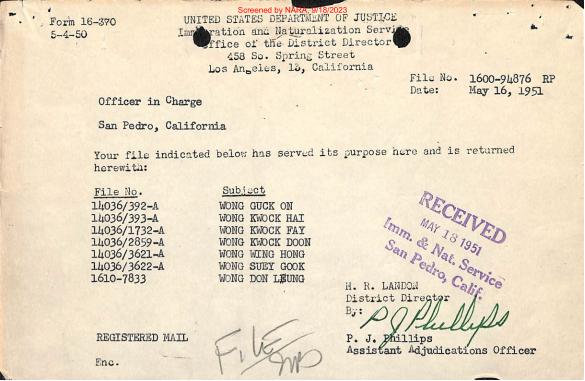 Screened by NARA, 9/18/2023
Form 16-370
5-4-50
UNITED STATES DEPARTMENT OF JUSTICE
Immigration and Naturalization Service
Office of the District Director
458 So. Spring Street
Los Angeles, 13, California
File No. 1600-94876 RP
Date: May 16, 1951
Officer in Charge
San Pedro, California
Your file indicated below has served its purpose here and is returned
herewith:
File No. Subject
14036/392-A WONG GUCK ON
14036/393-A WONG KWOCK HAI
14036/1732-A WONG KWOCK FAY
14036/2859-A WONG KWOCK DOON
14036/3621-A WONG WING HONG
14036/3622-A WONG SUEY GOOK
1610-7833 WONG DON LEUNG
RECEIVED
MAY 18 1951
Imm. & Nat. Service
San Pedro, Calif.
H. R. LANDON
District Director
By:
P J Phillips
P. J. Phillips
Assistant Adjudications Officer
REGISTERED MAIL
FILE
Enc.